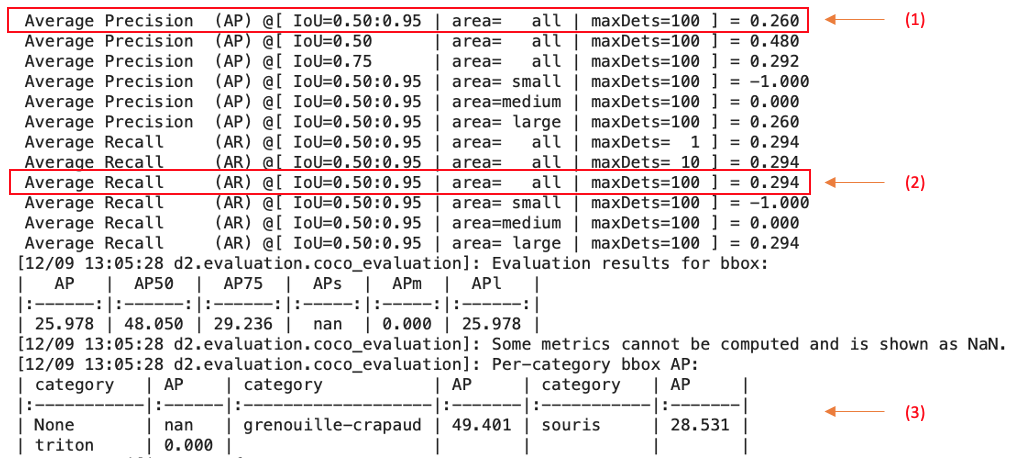 Average Precision  (AP) @[ IoU=0.50:0.95 | area=   all | maxDets=100 ] = 0.260 (1)
Average Precision  (AP) @[ IoU=0.50      | area=   all | maxDets=100 ] = 0.480
Average Precision  (AP) @[ IoU=0.75      | area=   all | maxDets=100 ] = 0.292
Average Precision  (AP) @[ IoU=0.50:0.95 | area= small | maxDets=100 ] = -1.000
Average Precision  (AP) @[ IoU=0.50:0.95 | area=medium | maxDets=100 ] = 0.000
Average Precision  (AP) @[ IoU=0.50:0.95 | area= large | maxDets=100 ] = 0.260
Average Recall     (AR) @[ IoU=0.50:0.95 | area=   all | maxDets=  1 ] = 0.294
Average Recall     (AR) @[ IoU=0.50:0.95 | area=   all | maxDets= 10 ] = 0.294
Average Recall     (AR) @[ IoU=0.50:0.95 | area=   all | maxDets=100 ] = 0.294 (2)
Average Recall     (AR) @[ IoU=0.50:0.95 | area= small | maxDets=100 ] = -1.000
Average Recall     (AR) @[ IoU=0.50:0.95 | area=medium | maxDets=100 ] = 0.000
Average Recall     (AR) @[ IoU=0.50:0.95 | area= large | maxDets=100 ] = 0.294
[12/09 13:05:28 d2.evaluation.coco_evaluation]: Evaluation results for bbox:
|   AP   |  AP50  |  AP75  |  APs  |  APm  |  APl   |
|:------:|:------:|:------:|:-----:|:-----:|:------:|
| 25.978 | 48.050 | 29.236 |  nan  | 0.000 | 25.978 |
[12/09 13:05:28 d2.evaluation.coco_evaluation]: Some metrics cannot be computed and is shown as NaN.
[12/09 13:05:28 d2.evaluation.coco_evaluation]: Per-category bbox AP:
| category   | AP    | category           | AP     | category   | AP     |
|:-----------|:------|:-------------------|:-------|:-----------|:-------|
| None       | nan   | grenouille-crapaud | 49.401 | souris     | 28.531 | (3)
| triton     | 0.000 |                    |        |            |        |